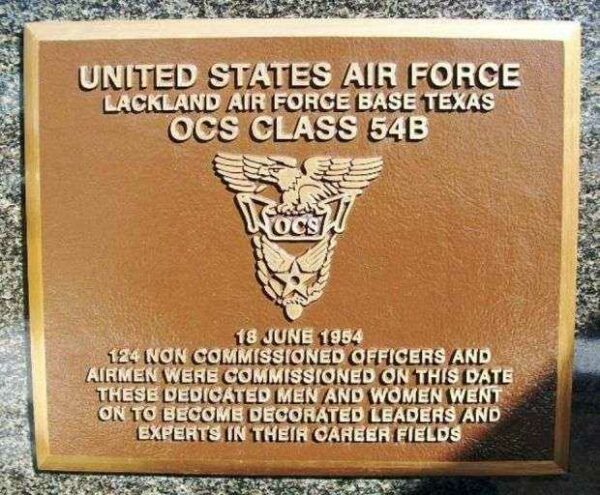 UNITED STATES AIR FORCE
LACKLAND AIR FORCE BASE TEXAS
OCS CLASS 54B
OCS
18 JUNE 1954
124 NON COMMISSIONED OFFICERS AND
AIRMEN WERE COMMISSIONED ON THIS DATE
THESE DEDICATED MEN AND WOMEN WENT
ON TO BECOME DECORATED LEADERS AND
EXPERTS IN THEIR CAREER FIELDS